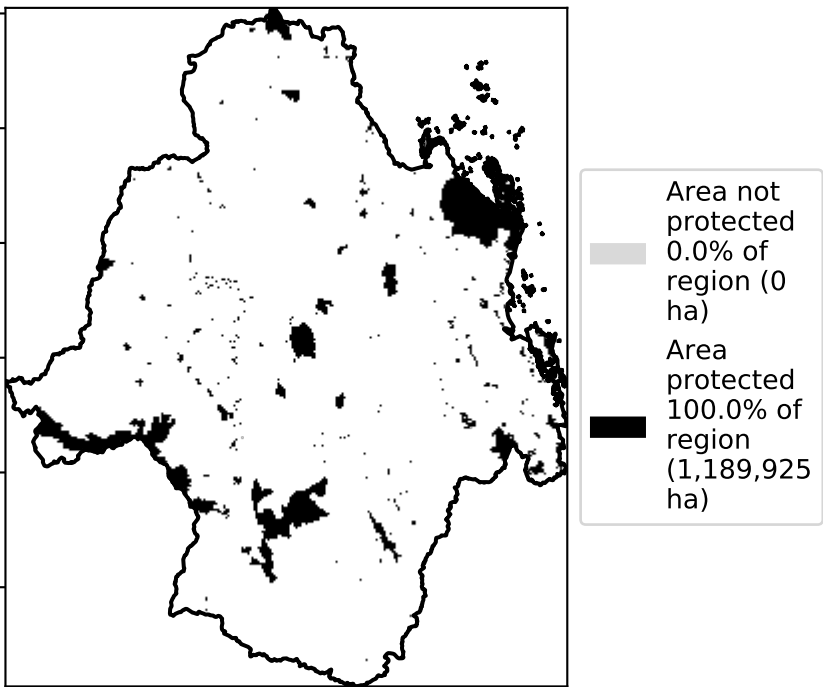 Area not
protected
0.0% of
region (0
ha)
Area
protected
100.0% of
region
(1,189,925
ha)